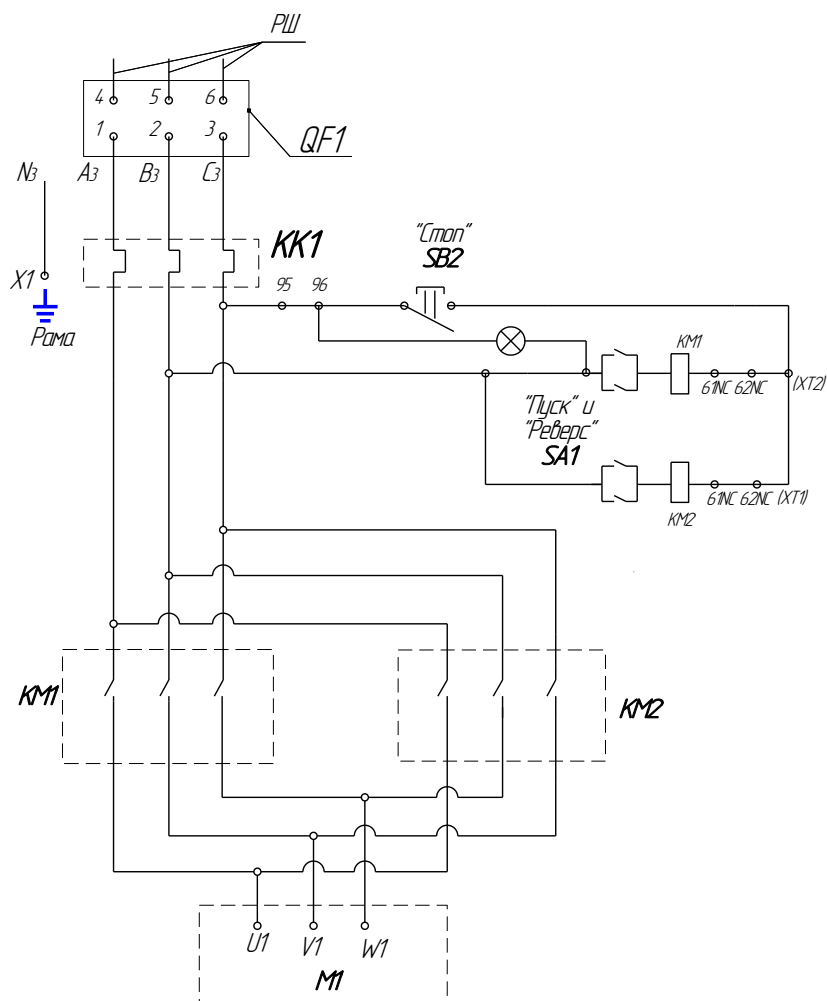 РШ
4 5 6
1 2 3
QF1
N3 A3 B3 C3
KK1
"Стоп"
SB2
X1
95 96
Рама
KM1
61NC 62NC (XT2)
"Пуск" и
"Реверс"
SA1
61NC 62NC (XT1)
KM2
KM1
KM2
U1 V1 W1
M1